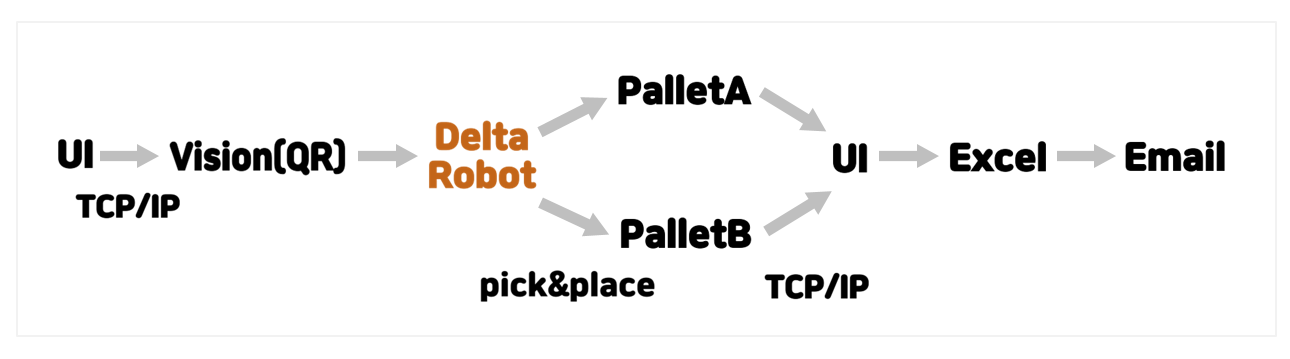 PalletA
UI
Vision(QR)
Delta
Robot
UI
Excel
Email
TCP/IP
PalletB
pick&place
TCP/IP